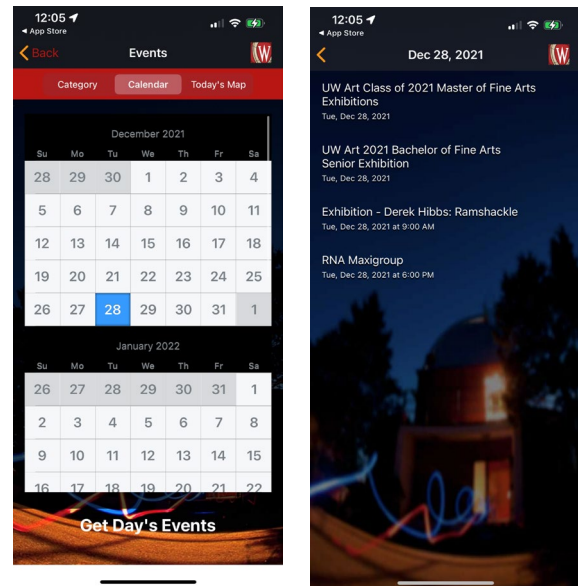 12:05
◄ App Store
Back
Events
W
Category Calendar Today's Map
December 2021
Su Mo Tu We Th Fr Sa
28 29 30 1 2 3 4
5 6 7 8 9 10 11
12 13 14 15 16 17 18
19 20 21 22 23 24 25
26 27 28 29 30 31 1
January 2022
Su Mo Tu We Th Fr Sa
26 27 28 29 30 31 1
2 3 4 5 6 7 8
9 10 11 12 13 14 15
16 17 18 19 20 21 22
Get Day's Events
12:05
◄ App Store
Dec 28, 2021
W
UW Art Class of 2021 Master of Fine Arts
Exhibitions
Tue, Dec 28, 2021
UW Art 2021 Bachelor of Fine Arts
Senior Exhibition
Tue, Dec 28, 2021
Exhibition - Derek Hibbs: Ramshackle
Tue, Dec 28, 2021 at 9:00 AM
RNA Maxigroup
Tue, Dec 28, 2021 at 6:00 PM